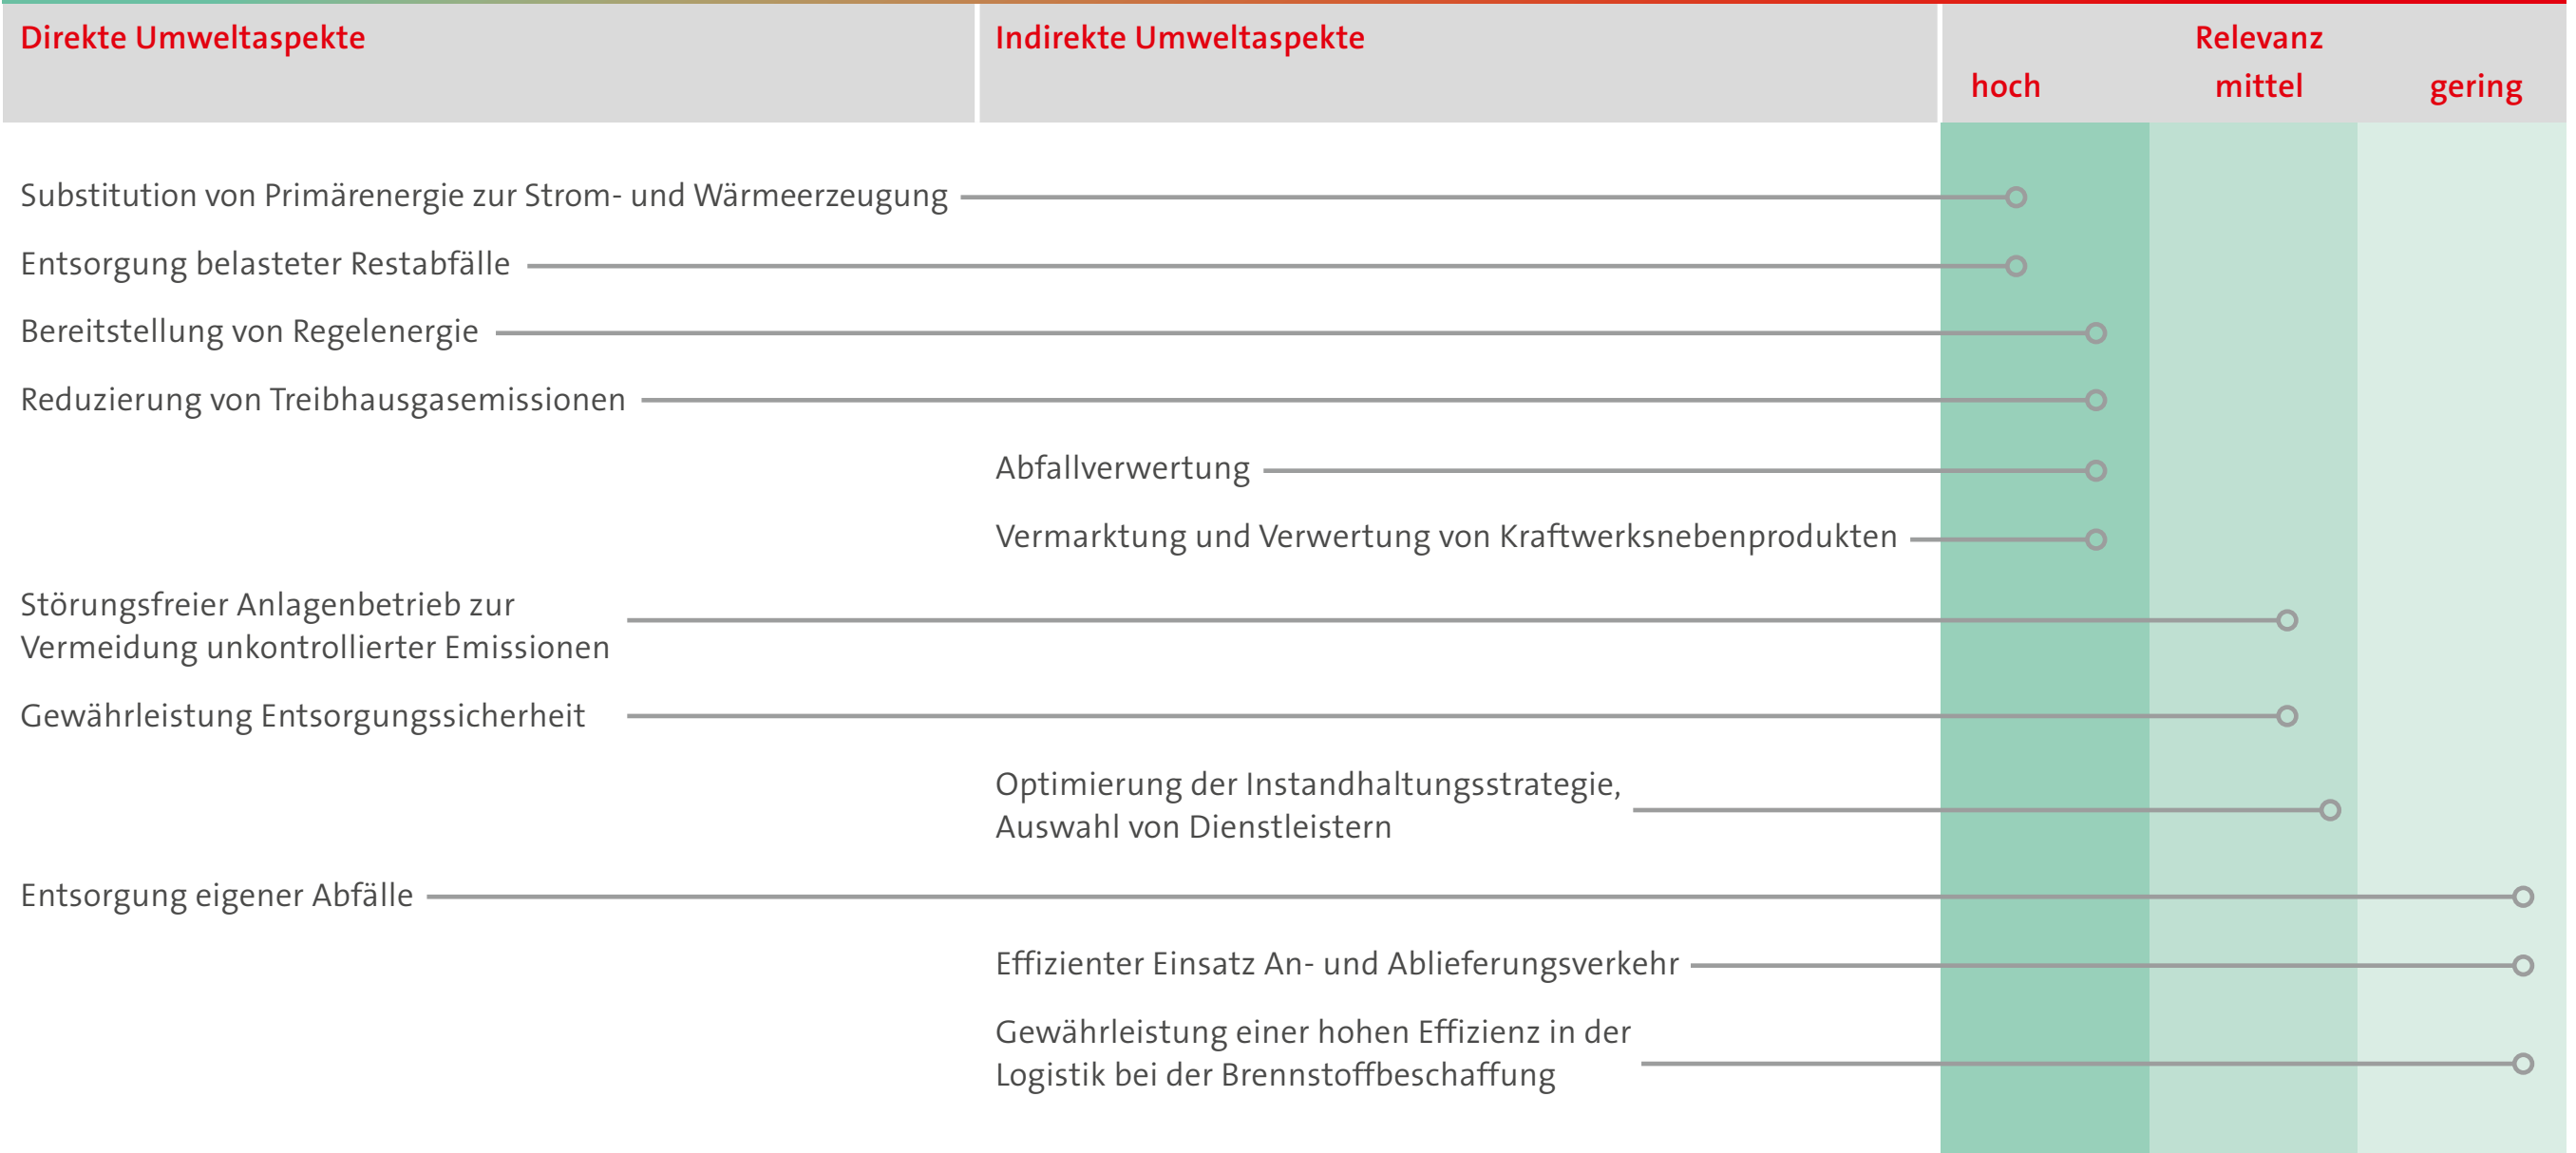 Direkte Umweltaspekte
Indirekte Umweltaspekte
Relevanz
hoch
mittel
gering
Substitution von Primärenergie zur Strom- und Wärmeerzeugung
Entsorgung belasteter Restabfälle
Bereitstellung von Regelenergie
Reduzierung von Treibhausgasemissionen
Abfallverwertung
Vermarktung und Verwertung von Kraftwerksnebenprodukten
Störungsfreier Anlagenbetrieb zur
Vermeidung unkontrollierter Emissionen
Gewährleistung Entsorgungssicherheit
Optimierung der Instandhaltungsstrategie,
Auswahl von Dienstleistern
Entsorgung eigener Abfälle
Effizienter Einsatz An- und Ablieferungsverkehr
Gewährleistung einer hohen Effizienz in der
Logistik bei der Brennstoffbeschaffung